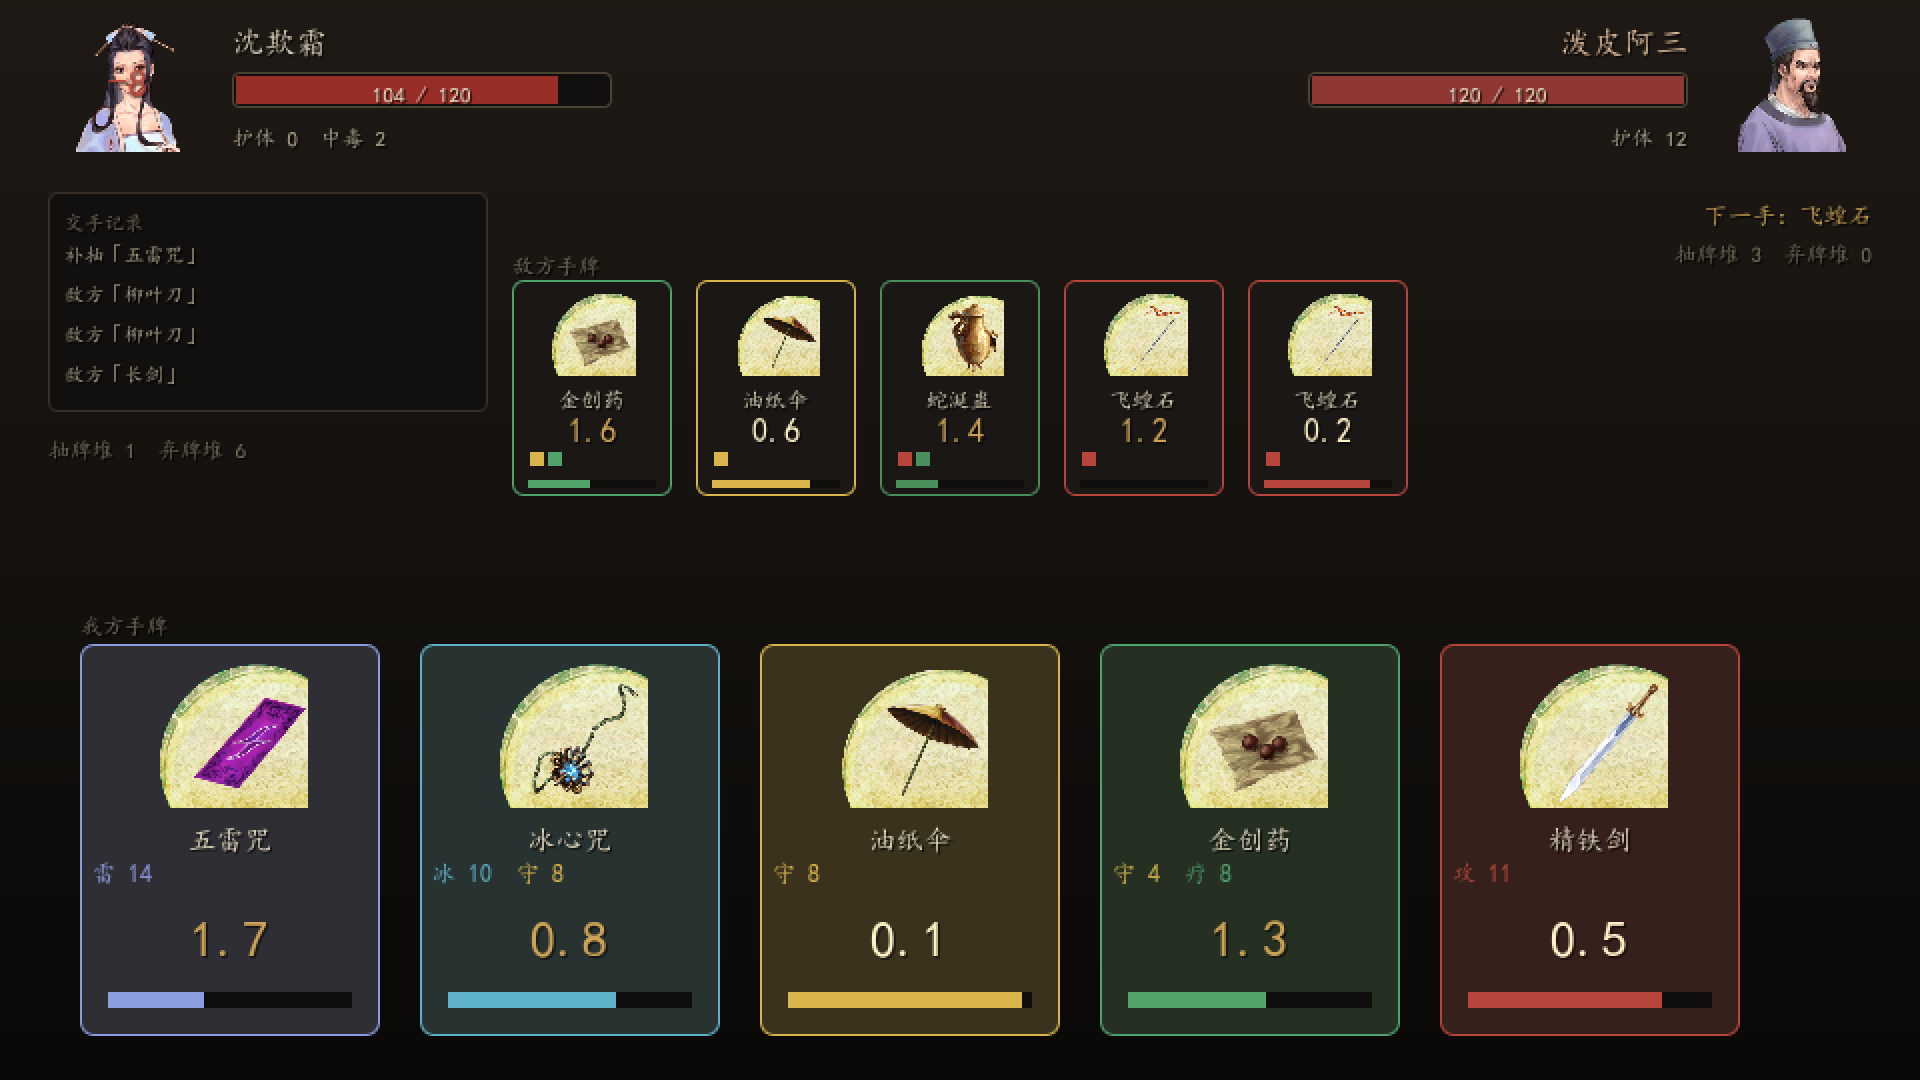 沈欺霜
104 / 120
护体 0 中毒 2
泼皮阿三
120 / 120
护体 12
交手记录
补抽「五雷咒」
敌方「柳叶刀」
敌方「柳叶刀」
敌方「长剑」
抽牌堆 1 弃牌堆 6
下一手: 飞蝗石
抽牌堆 3 弃牌堆 0
敌方手牌
金创药
1.6
油纸伞
0.6
蛇涎蛊
1.4
飞蝗石
1.2
飞蝗石
0.2
我方手牌
五雷咒
雷 14
1.7
冰心咒
冰 10 守 8
0.8
油纸伞
守 8
0.1
金创药
守 4 疗 8
1.3
精铁剑
攻 11
0.5